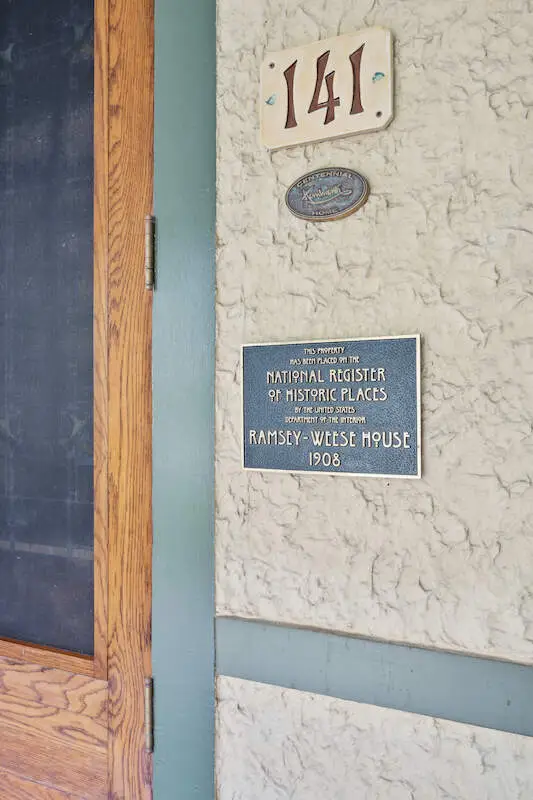 141
CENTENNIAL
HOME
THIS PROPERTY
HAS BEEN PLACED ON THE
NATIONAL REGISTER
OF HISTORIC PLACES
BY THE UNITED STATES
DEPARTMENT OF THE INTERIOR
RAMSEY-WEESE HOUSE
1908